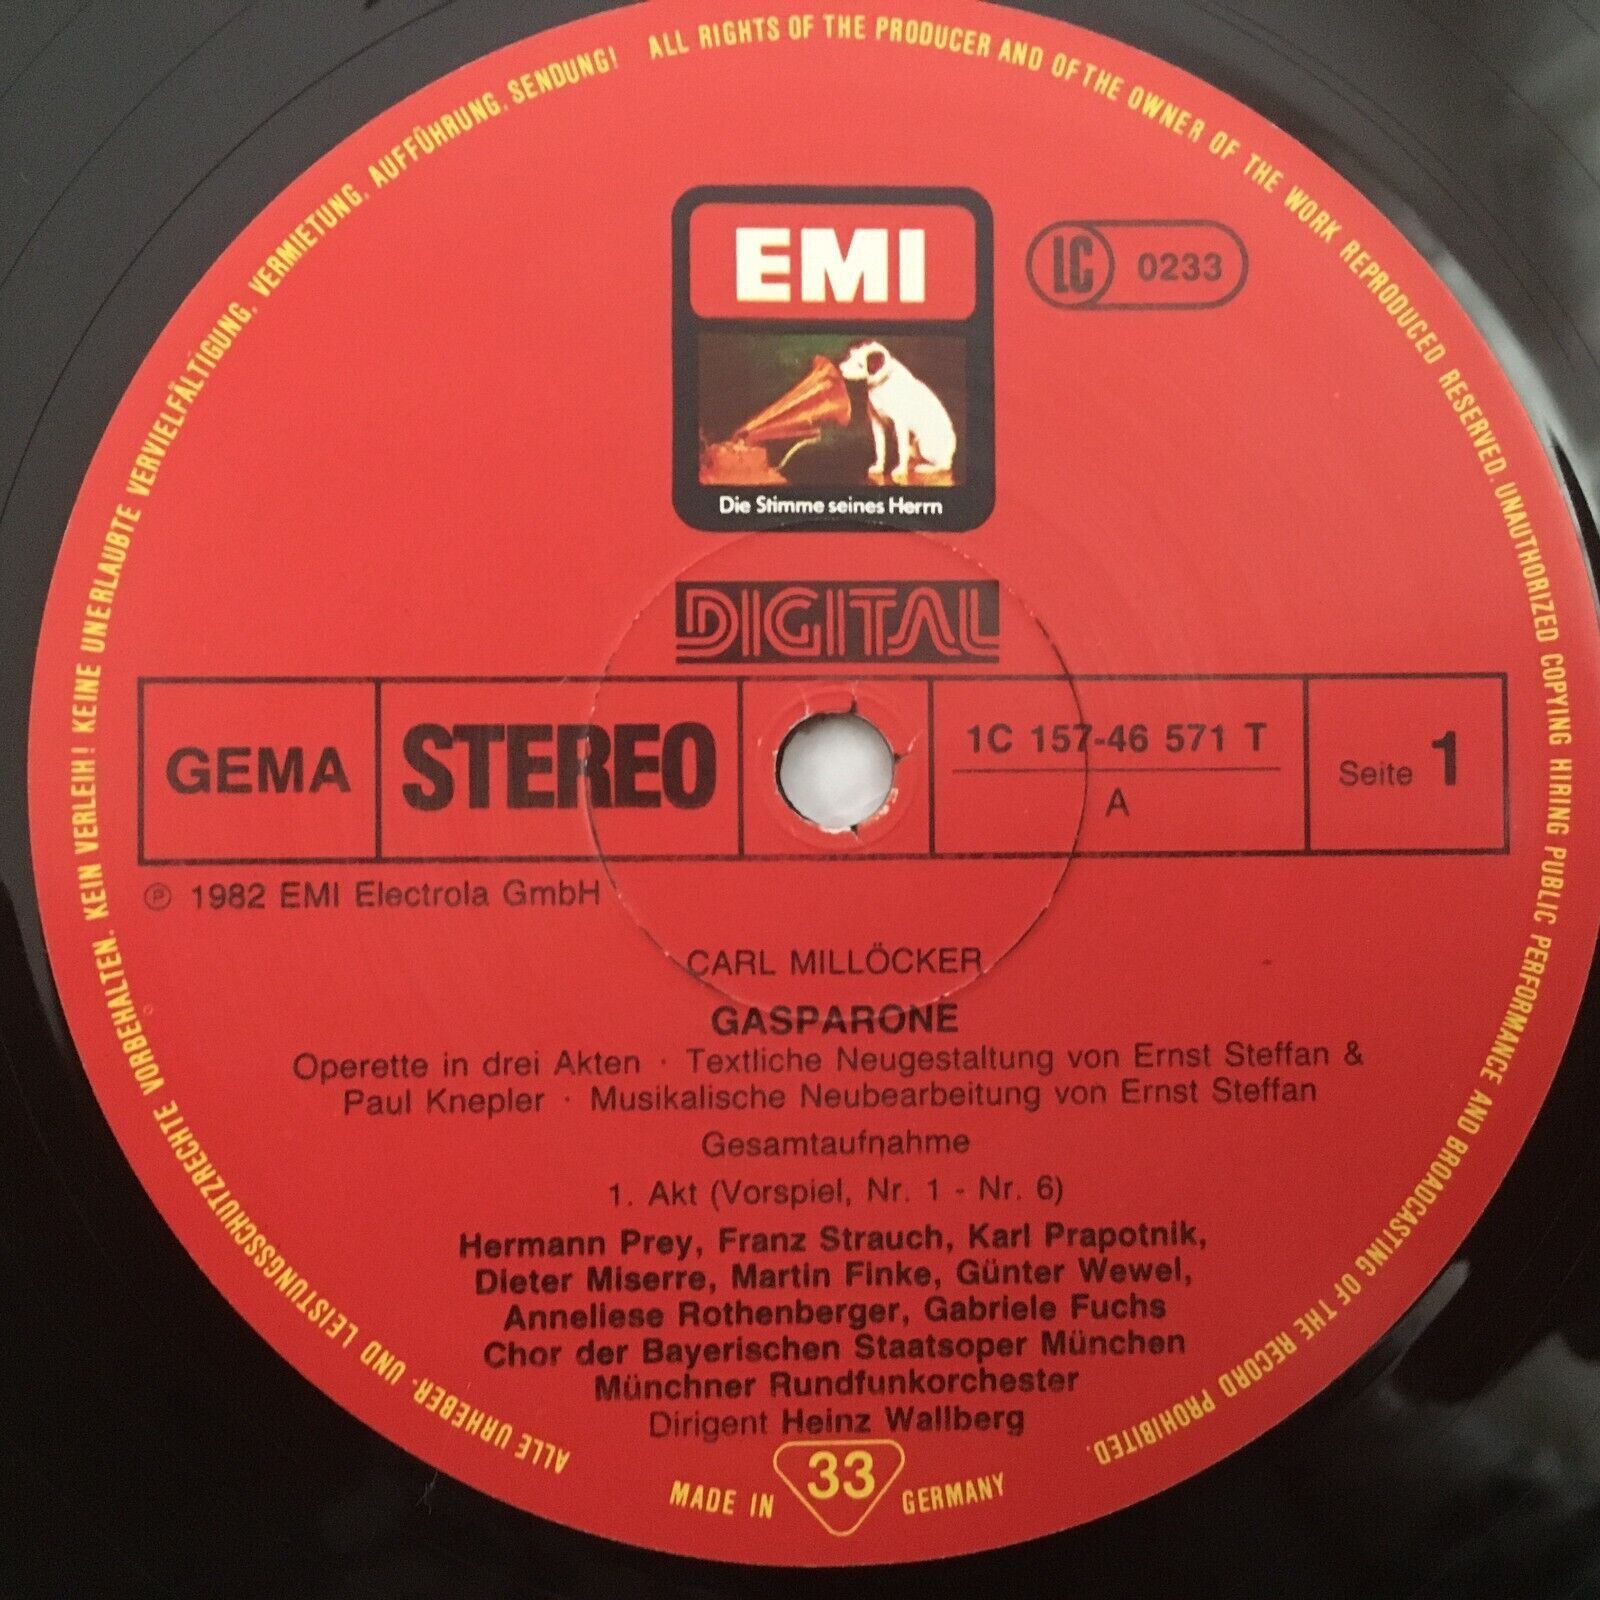 ALLE URHEBER- UND LEISTUNGSSCHUTZRECHTE VORBEHALTEN. KEIN VERLEIH! KEINE UNERLAUBTE VERVIELFÄLTIGUNG, VERMIETUNG, AUFFÜHRUNG, SENDUNG! ALL RIGHTS OF THE PRODUCER AND OF THE OWNER OF THE WORK REPRODUCED RESERVED. UNAUTHORIZED COPYING HIRING PUBLIC PERFORMANCE AND BROADCASTING OF THE RECORD PROHIBITED.
EMI
LC 0233
Die Stimme seines Herrn
DIGITAL
GEMA STEREO 1C 157-46 571 T Seite 1
A
℗ 1982 EMI Electrola GmbH
CARL MILLÖCKER
GASPARONE
Operette in drei Akten · Textliche Neugestaltung von Ernst Steffan &
Paul Knepler · Musikalische Neubearbeitung von Ernst Steffan
Gesamtaufnahme
1. Akt (Vorspiel, Nr. 1 - Nr. 6)
Hermann Prey, Franz Strauch, Karl Prapotnik,
Dieter Miserre, Martin Finke, Günter Wewel,
Anneliese Rothenberger, Gabriele Fuchs
Chor der Bayerischen Staatsoper München
Münchner Rundfunkorchester
Dirigent Heinz Wallberg
MADE IN 33 GERMANY